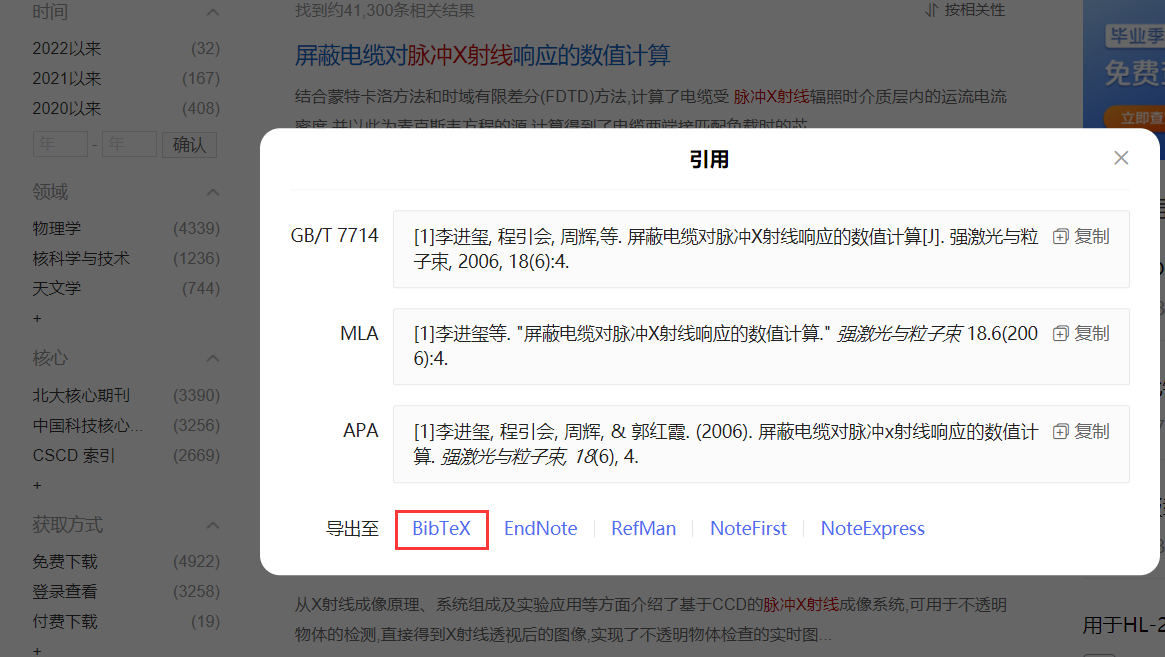 时间
2022以来 (32)
2021以来 (167)
2020以来 (408)
年 - 年 确认
领域
物理学 (4339)
核科学与技术 (1236)
天文学 (744)
+
核心
北大核心期刊 (3390)
中国科技核心... (3256)
CSCD 索引 (2669)
+
获取方式
免费下载 (4922)
登录查看 (3258)
付费下载 (19)
+
找到约41,300条相关结果
按相关性
屏蔽电缆对脉冲X射线响应的数值计算
结合蒙特卡洛方法和时域有限差分(FDTD)方法,计算了电缆受 脉冲X射线辐照时介质层内的运流电流
密度,并以此为麦克斯韦方程的源,计算得到了电缆两端接匹配负载时的芯
引用
GB/T 7714
[1]李进玺, 程引会, 周辉,等. 屏蔽电缆对脉冲X射线响应的数值计算[J]. 强激光与粒
子束, 2006, 18(6):4.
复制
MLA
[1]李进玺等. "屏蔽电缆对脉冲X射线响应的数值计算." 强激光与粒子束 18.6(200
6):4.
复制
APA
[1]李进玺, 程引会, 周辉, & 郭红霞. (2006). 屏蔽电缆对脉冲x射线响应的数值计
算. 强激光与粒子束, 18(6), 4.
复制
导出至 BibTeX EndNote RefMan NoteFirst NoteExpress
从X射线成像原理、系统组成及实验应用等方面介绍了基于CCD的脉冲X射线成像系统,可用于不透明
物体的检测,直接得到X射线透视后的图像,实现了不透明物体检查的实时图...
毕业季
免费
立即查
用于HL-2